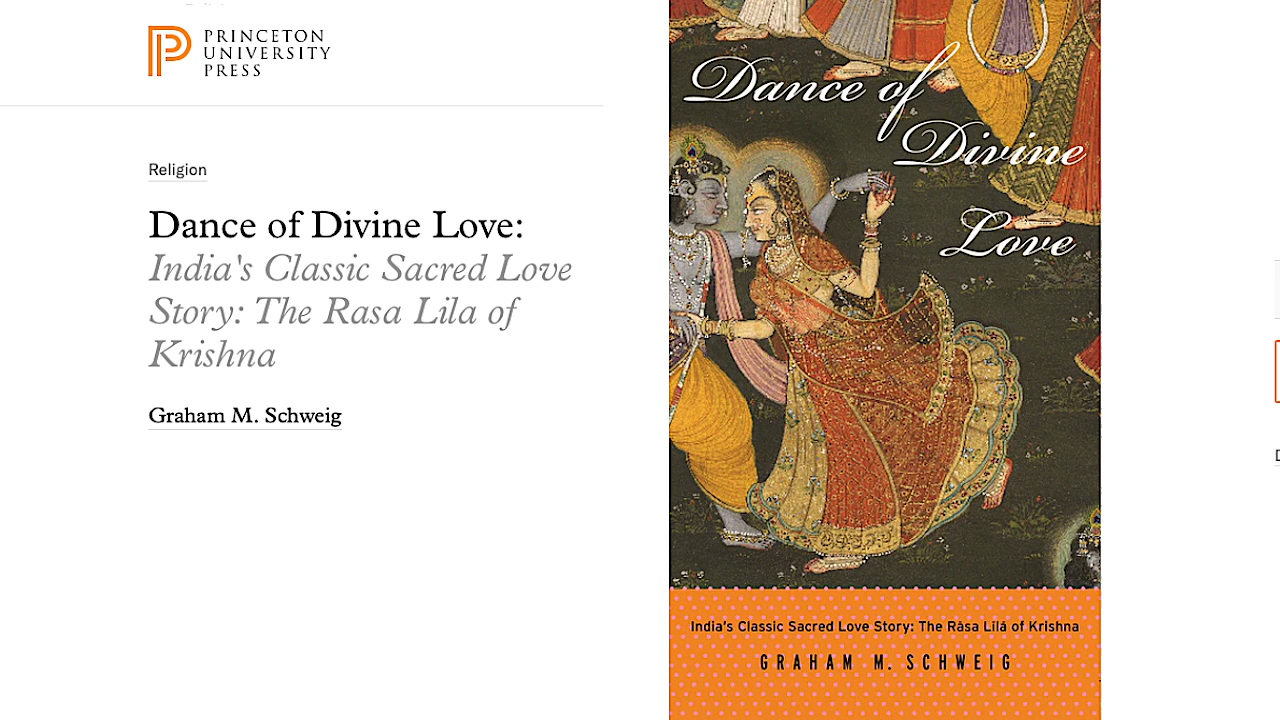 PRINCETON
UNIVERSITY
PRESS
Religion
Dance of Divine Love:
India's Classic Sacred Love
Story: The Rasa Lila of
Krishna
Graham M. Schweig
Dance of
Divine
Love
India's Classic Sacred Love Story: The Ràsa Lílá of Krishna
GRAHAM M. SCHWEIG